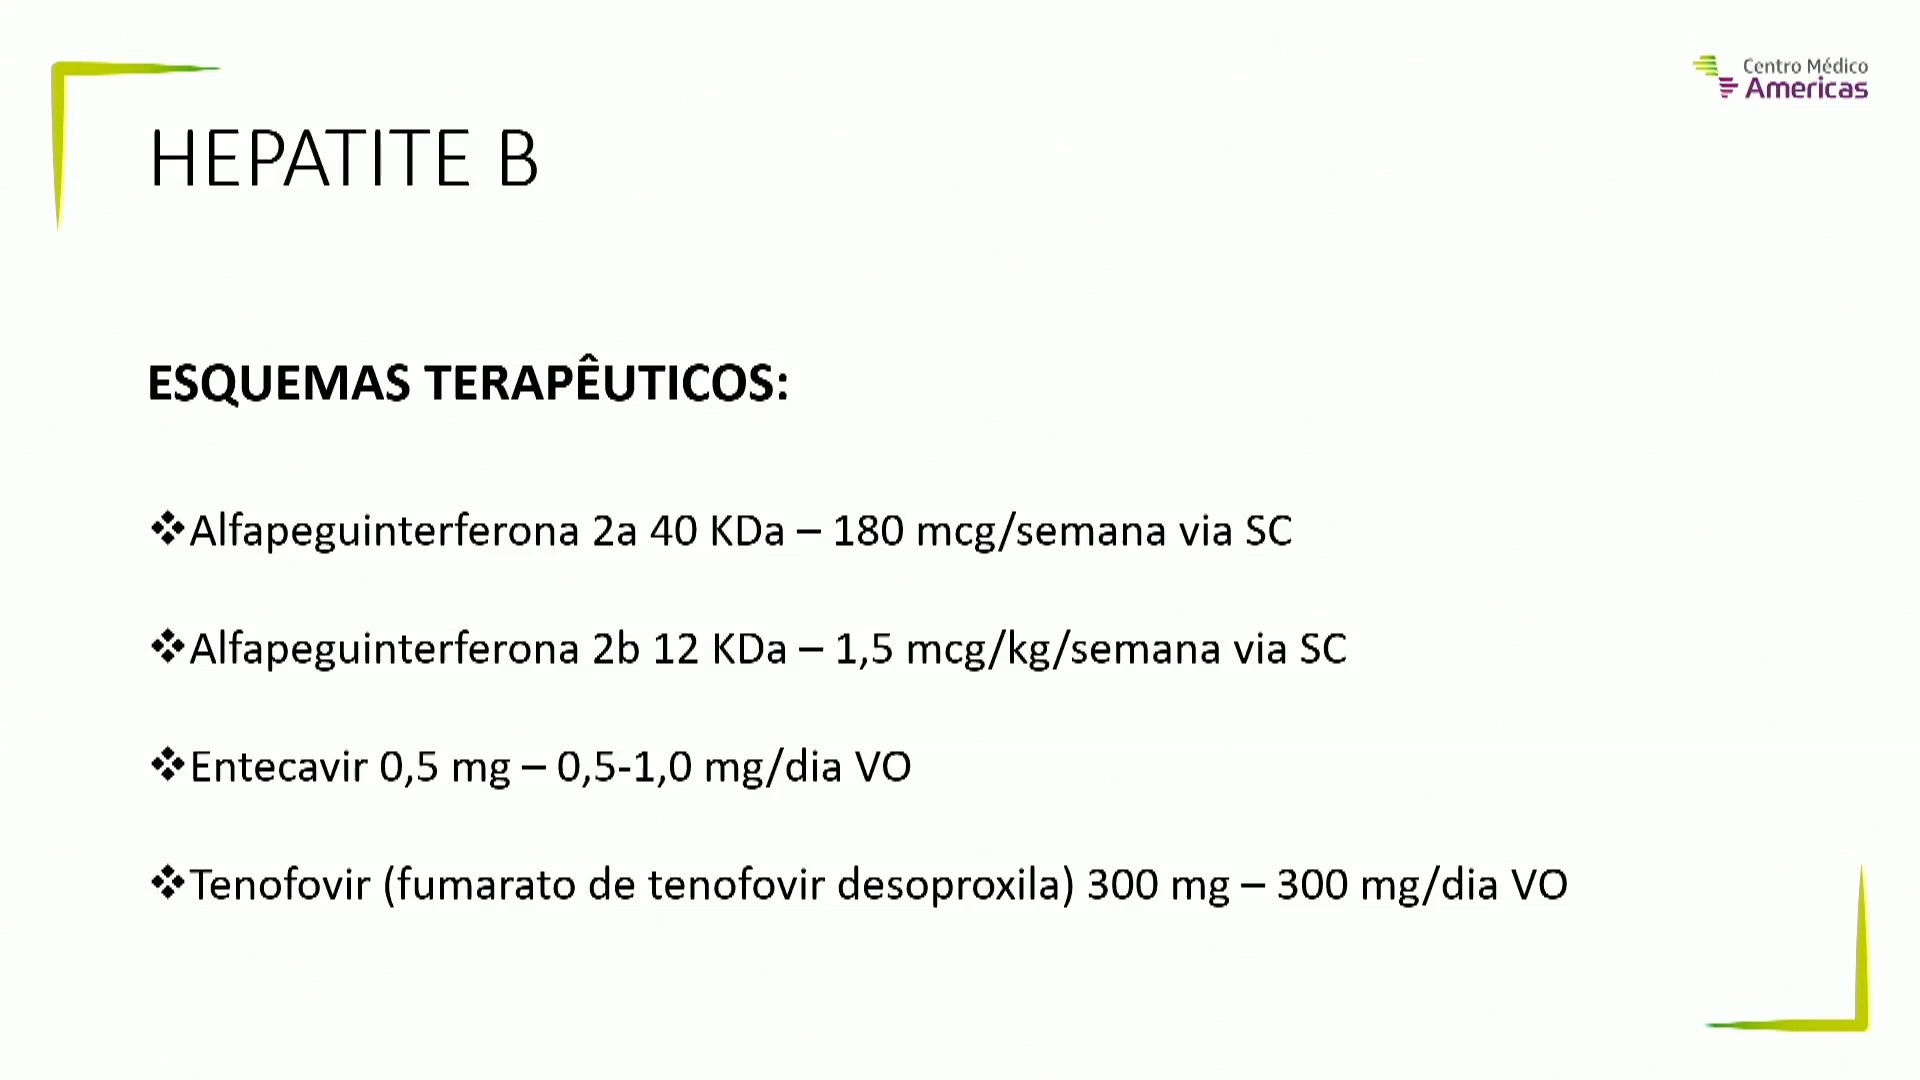 Centro Médico
Americas
HEPATITE B
ESQUEMAS TERAPÊUTICOS:
❖Alfapeguinterferona 2a 40 KDa – 180 mcg/semana via SC
❖Alfapeguinterferona 2b 12 KDa – 1,5 mcg/kg/semana via SC
❖Entecavir 0,5 mg – 0,5-1,0 mg/dia VO
❖Tenofovir (fumarato de tenofovir desoproxila) 300 mg – 300 mg/dia VO